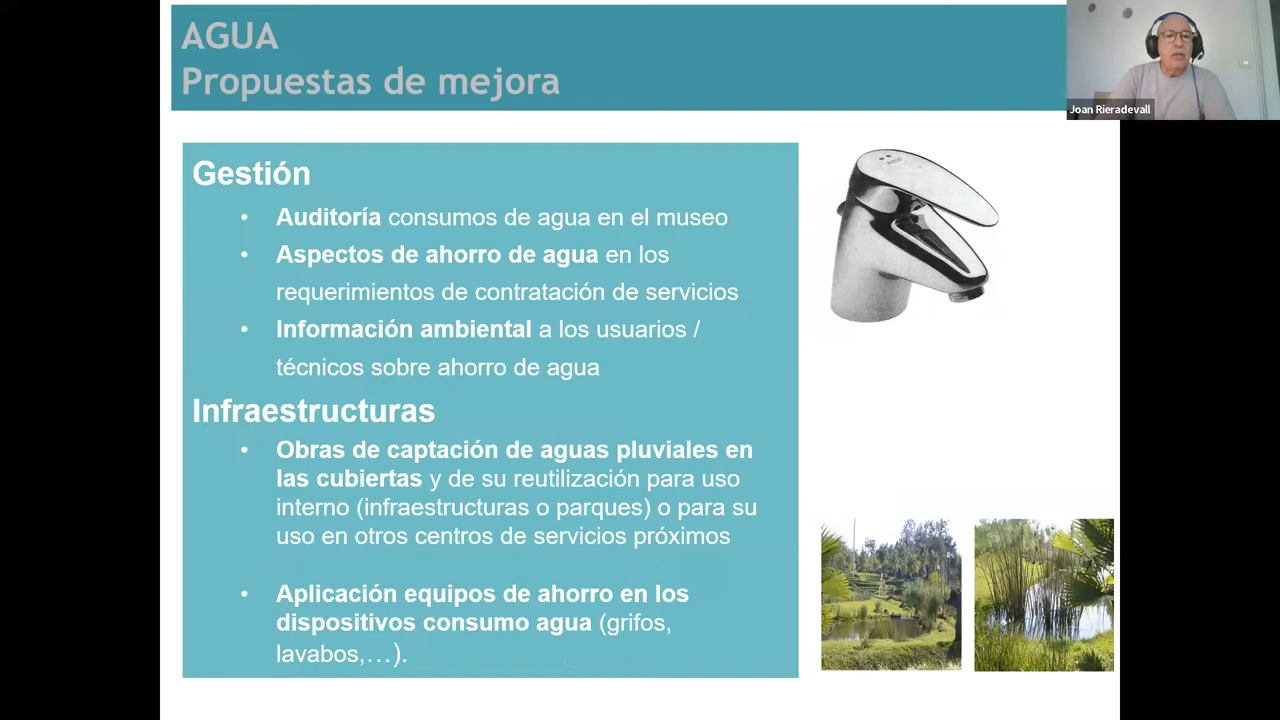 AGUA
Propuestas de mejora
Joan Rieradevall
Gestión
• Auditoría consumos de agua en el museo
• Aspectos de ahorro de agua en los
requerimientos de contratación de servicios
• Información ambiental a los usuarios /
técnicos sobre ahorro de agua
Infraestructuras
• Obras de captación de aguas pluviales en
las cubiertas y de su reutilización para uso
interno (infraestructuras o parques) o para su
uso en otros centros de servicios próximos
• Aplicación equipos de ahorro en los
dispositivos consumo agua (grifos,
lavabos,…).